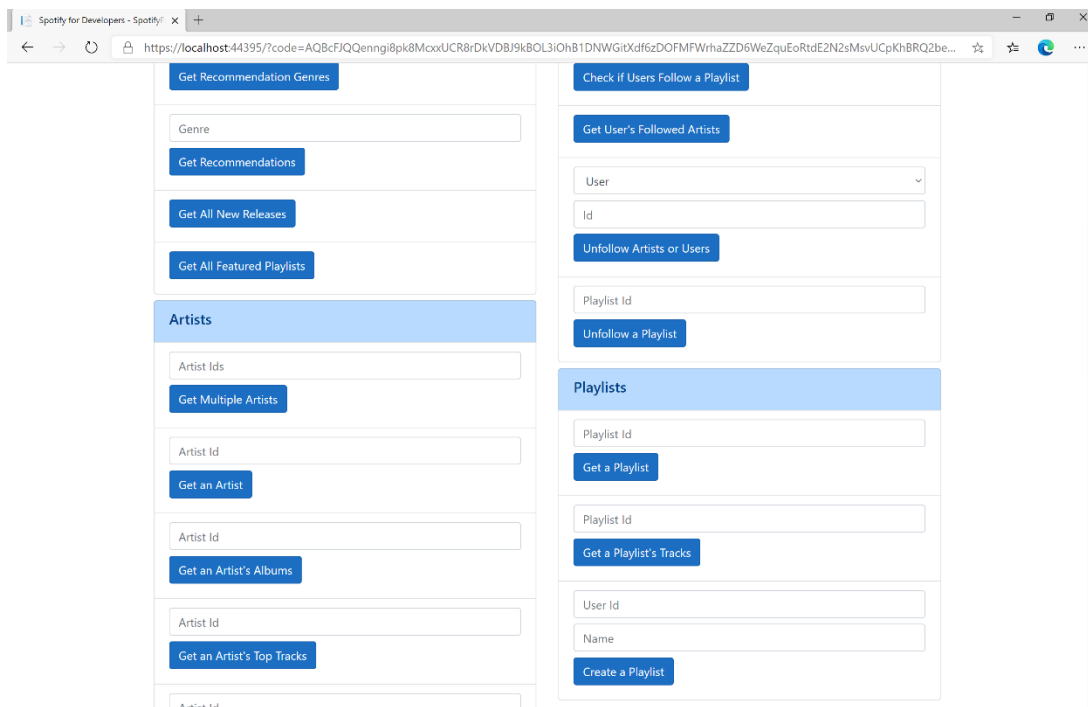 Spotify for Developers - Spotify
https://localhost:44395/?code=AQBcFJQQenngi8pk8McxxUCR8rDkVDBJ9kBOL3iOhB1DNWGitXdf6zDOFMFWrhaZZD6WeZquEoRtdE2N2sMsvUCpKhBRQ2be...
Get Recommendation Genres
Genre
Get Recommendations
Get All New Releases
Get All Featured Playlists
Artists
Artist Ids
Get Multiple Artists
Artist Id
Get an Artist
Artist Id
Get an Artist's Albums
Artist Id
Get an Artist's Top Tracks
Artist Id
Check if Users Follow a Playlist
Get User's Followed Artists
User
Id
Unfollow Artists or Users
Playlist Id
Unfollow a Playlist
Playlists
Playlist Id
Get a Playlist
Playlist Id
Get a Playlist's Tracks
User Id
Name
Create a Playlist